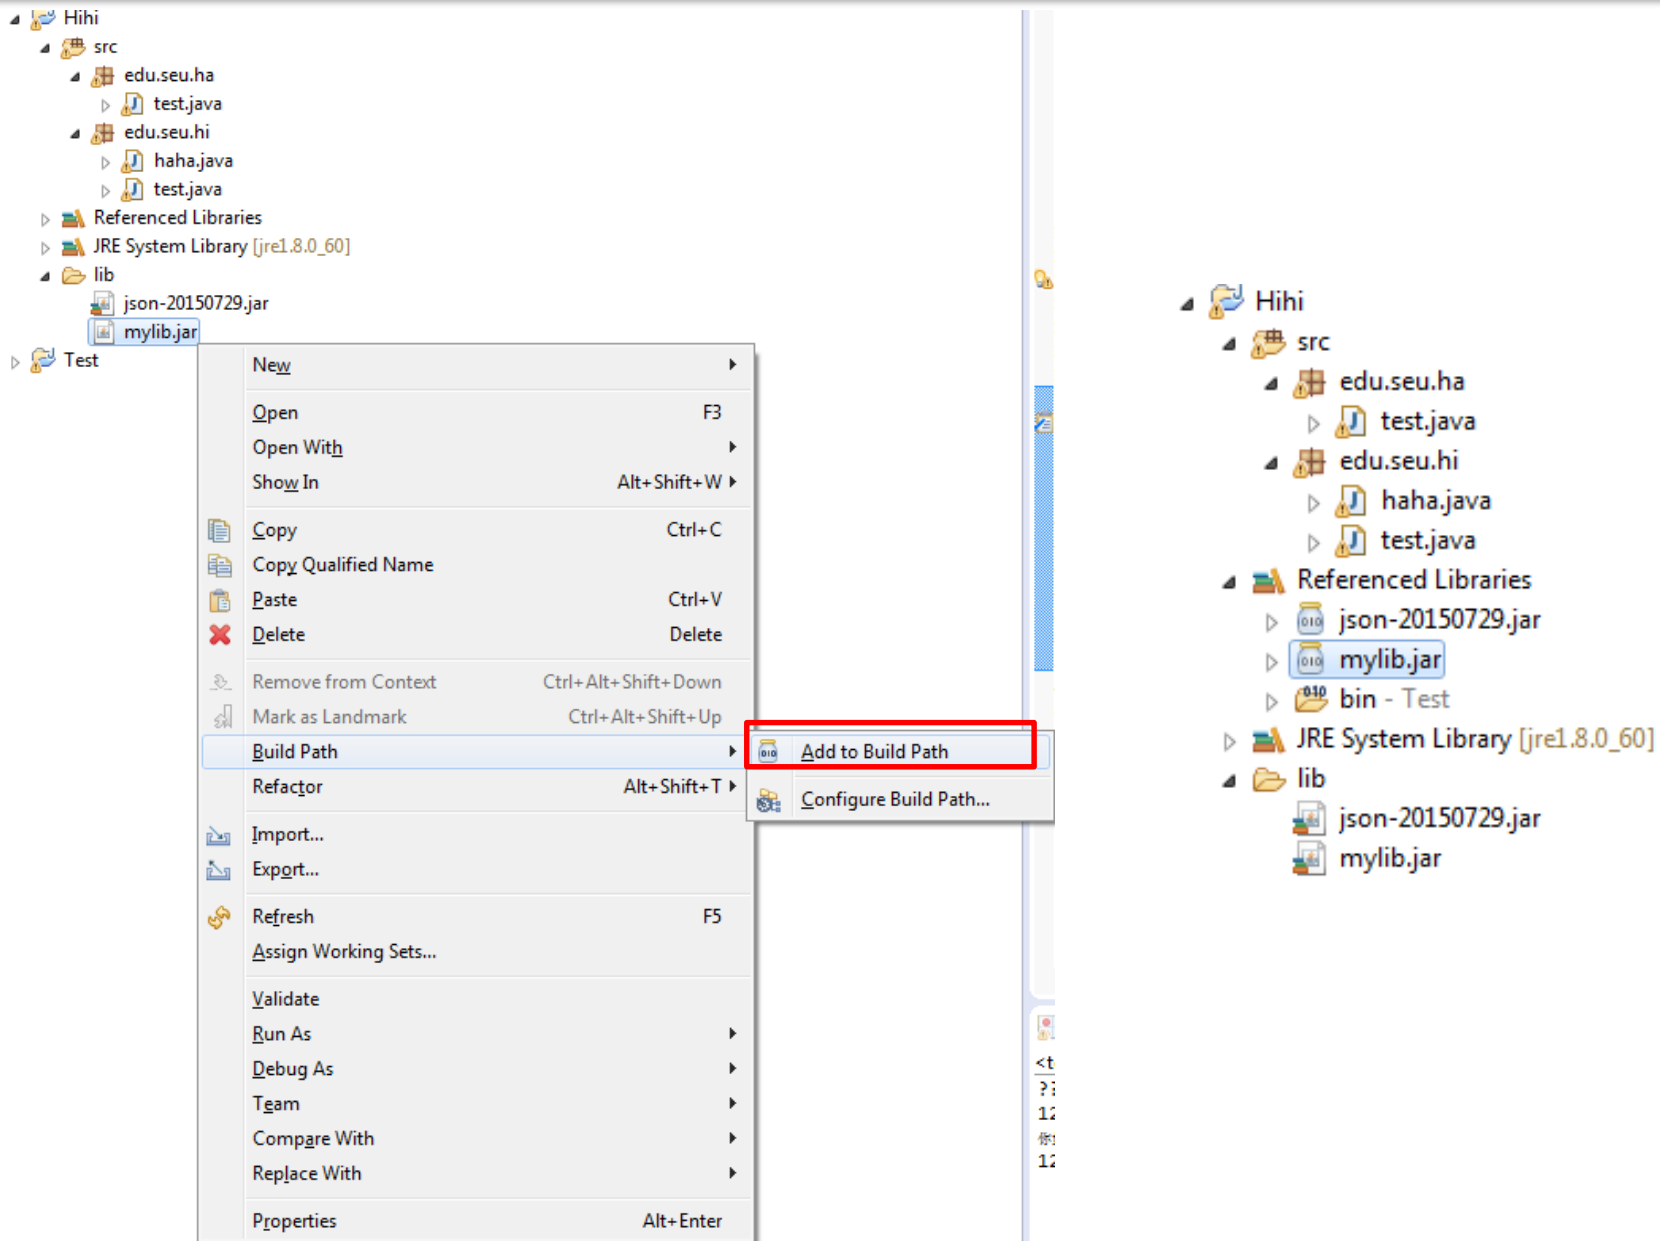 Hihi
src
edu.seu.ha
test.java
edu.seu.hi
haha.java
test.java
Referenced Libraries
JRE System Library [jre1.8.0_60]
lib
json-20150729.jar
mylib.jar
Test
New
Open F3
Open With
Show In Alt+Shift+W
Copy Ctrl+C
Copy Qualified Name
Paste Ctrl+V
Delete Delete
Remove from Context Ctrl+Alt+Shift+Down
Mark as Landmark Ctrl+Alt+Shift+Up
Build Path
Refactor Alt+Shift+T
Import...
Export...
Refresh F5
Assign Working Sets...
Validate
Run As
Debug As
Team
Compare With
Replace With
Properties Alt+Enter
Add to Build Path
Configure Build Path...
<t
??
12
12
Hihi
src
edu.seu.ha
test.java
edu.seu.hi
haha.java
test.java
Referenced Libraries
json-20150729.jar
mylib.jar
bin - Test
JRE System Library [jre1.8.0_60]
lib
json-20150729.jar
mylib.jar